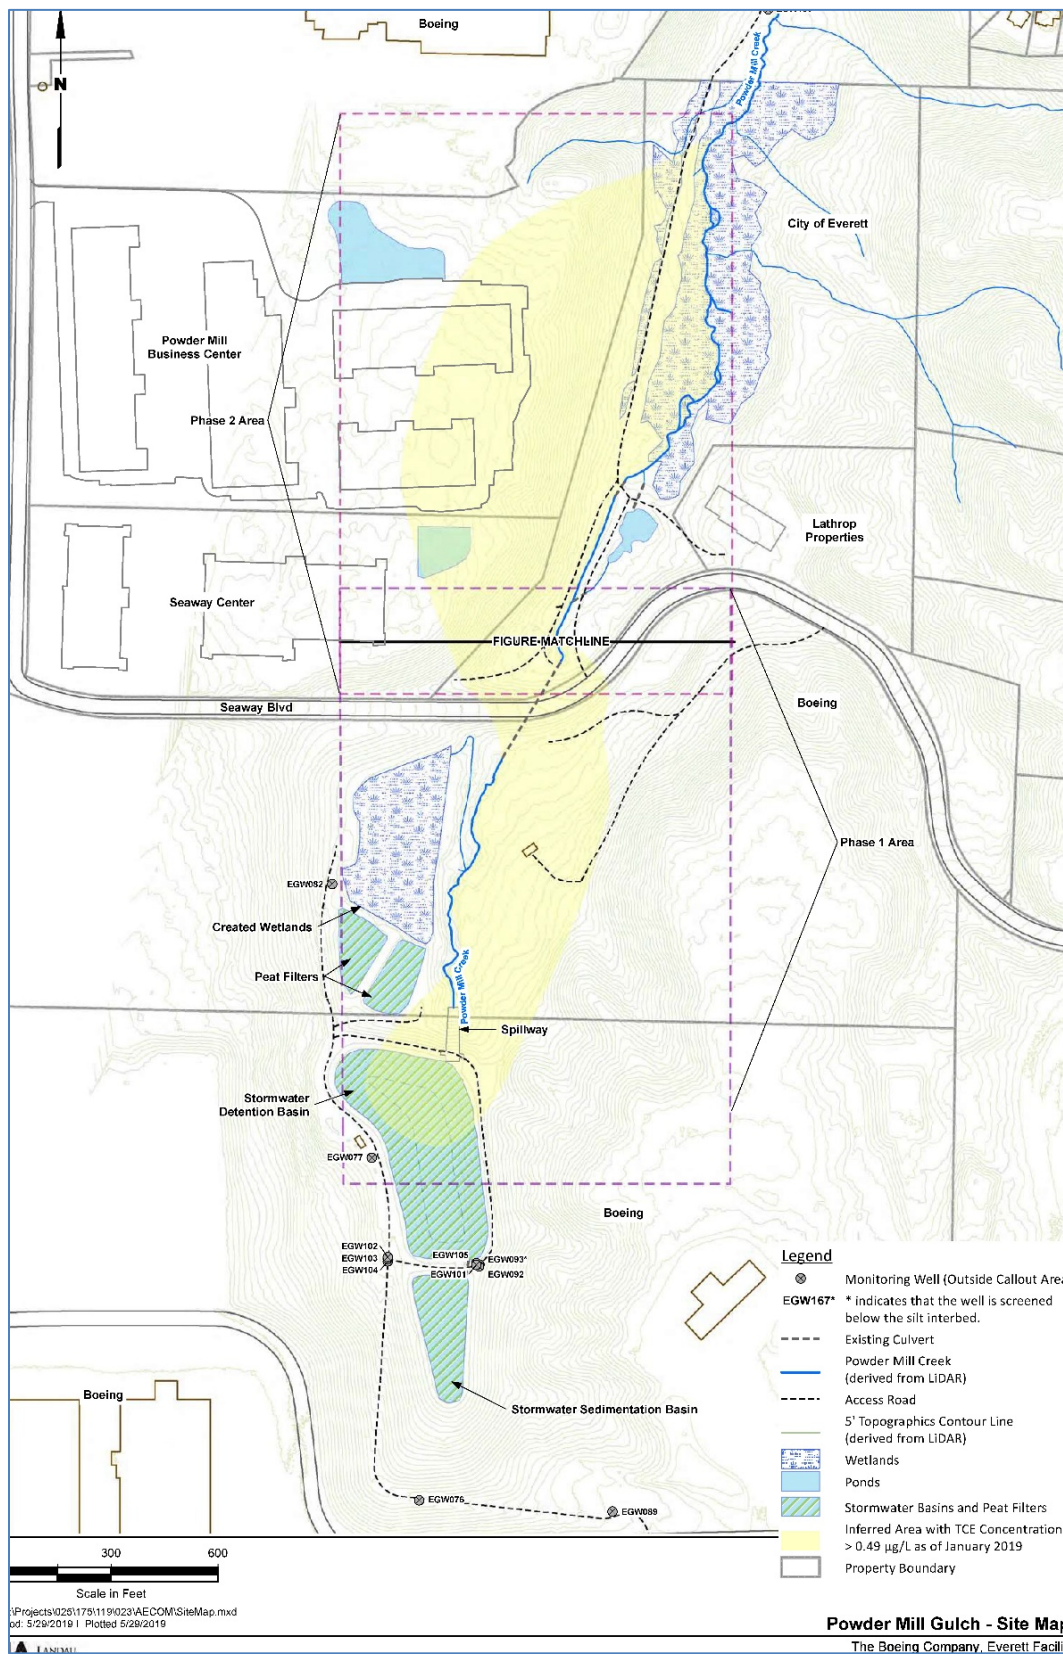 Boeing
Powder Mill Creek
N
City of Everett
Powder Mill
Business Center
Phase 2 Area
Lathrop
Properties
Seaway Center
FIGURE MATCHLINE
Seaway Blvd
Boeing
Phase 1 Area
EGW082
Created Wetlands
Peat Filters
Powder Mill Creek
Spillway
Stormwater
Detention Basin
EGW077
Boeing
EGW102
EGW103
EGW104
EGW105
EGW093*
EGW101
EGW092
Boeing
Stormwater Sedimentation Basin
EGW076
EGW089
Legend
Monitoring Well (Outside Callout Area
EGW167*
* indicates that the well is screened
below the silt interbed.
Existing Culvert
Powder Mill Creek
(derived from LiDAR)
Access Road
5' Topographics Contour Line
(derived from LiDAR)
Wetlands
Ponds
Stormwater Basins and Peat Filters
Inferred Area with TCE Concentration
> 0.49 µg/L as of January 2019
Property Boundary
300 600
Scale in Feet
:\Projects\025\175\119\023\AECOM\SiteMap.mxd
od: 5/29/2019 | Plotted 5/29/2019
Powder Mill Gulch - Site Map
The Boeing Company, Everett Facili